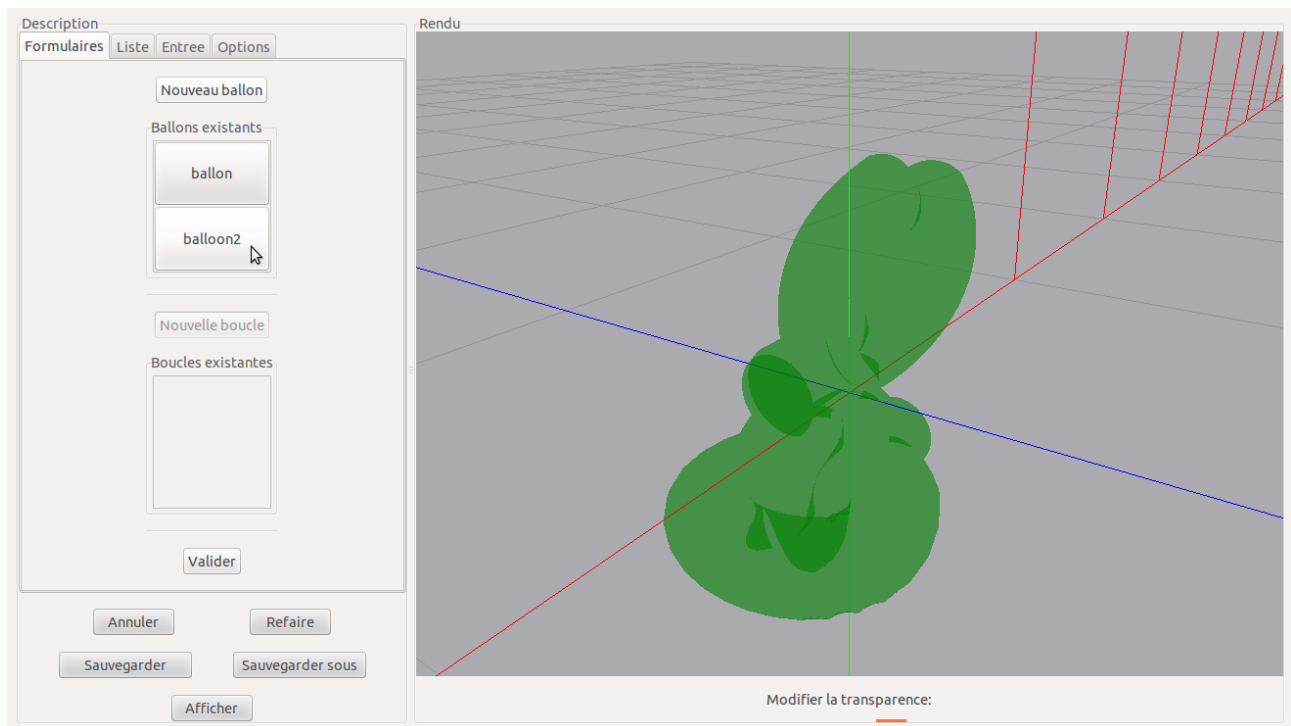 Description
Formulaires Liste Entree Options
Nouveau ballon
Ballons existants
ballon
balloon2
Nouvelle boucle
Boucles existantes
Valider
Annuler Refaire
Sauvegarder Sauvegarder sous
Afficher
Rendu
Modifier la transparence: